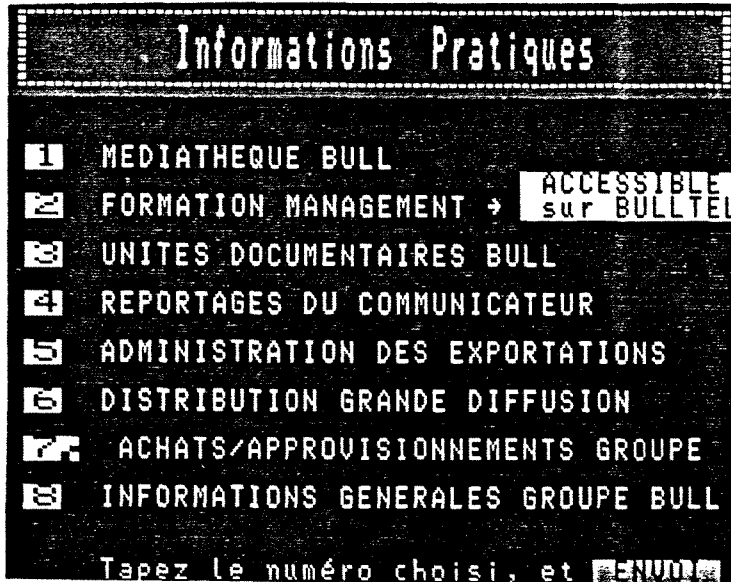 Informations Pratiques
1 MEDIATHEQUE BULL
2 FORMATION MANAGEMENT → ACCESSIBLE sur BULLTEL
3 UNITES DOCUMENTAIRES BULL
4 REPORTAGES DU COMMUNICATEUR
5 ADMINISTRATION DES EXPORTATIONS
6 DISTRIBUTION GRANDE DIFFUSION
7 ACHATS/APPROVISIONNEMENTS GROUPE
8 INFORMATIONS GENERALES GROUPE BULL
Tapez le numéro choisi, et ENVOI